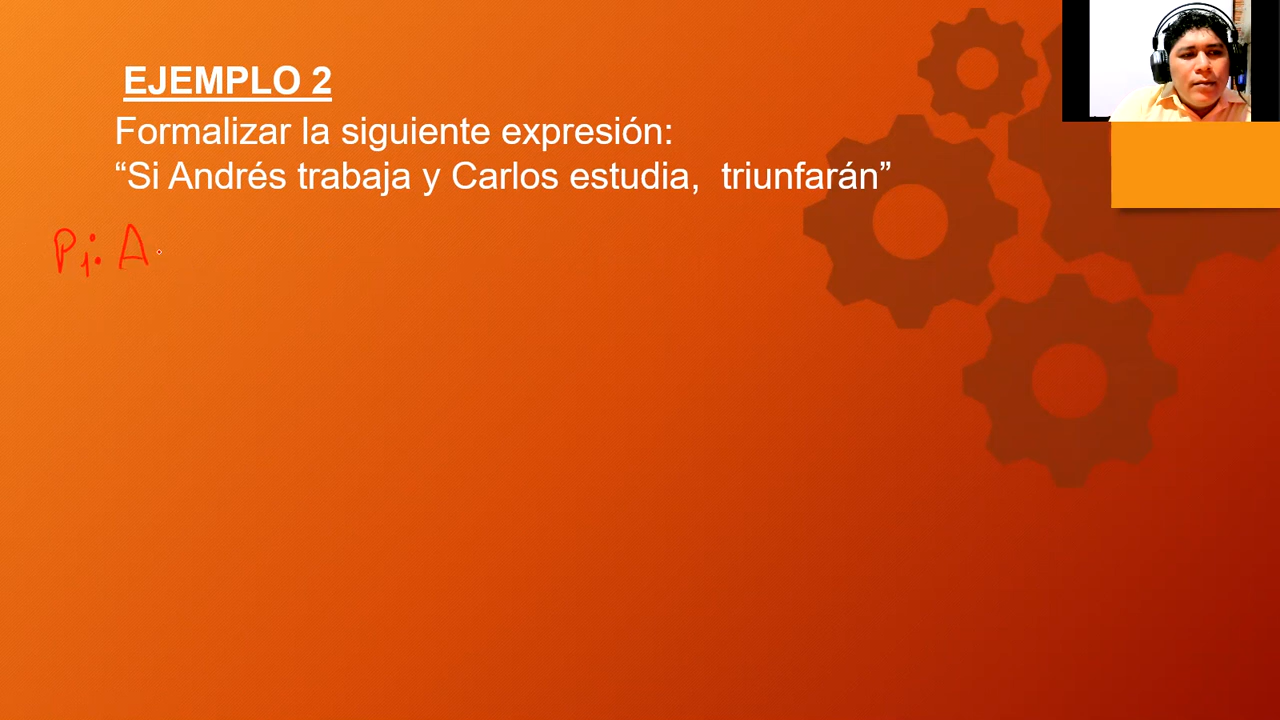 EJEMPLO 2
Formalizar la siguiente expresión:
“Si Andrés trabaja y Carlos estudia, triunfarán”
P₁: A